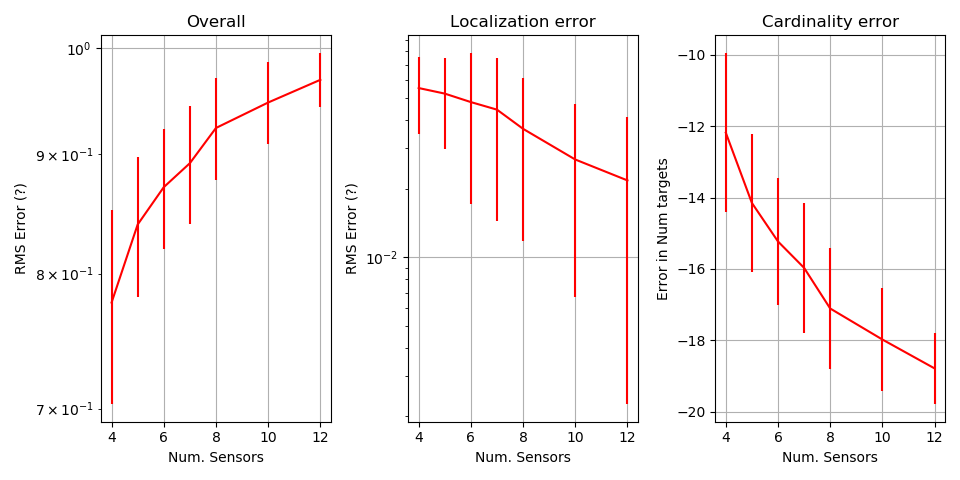 Overall
RMS Error (?)
10⁰
9 × 10⁻¹
8 × 10⁻¹
7 × 10⁻¹
4 6 8 10 12
Num. Sensors
Localization error
RMS Error (?)
10⁻²
4 6 8 10 12
Num. Sensors
Cardinality error
Error in Num targets
−10
−12
−14
−16
−18
−20
4 6 8 10 12
Num. Sensors